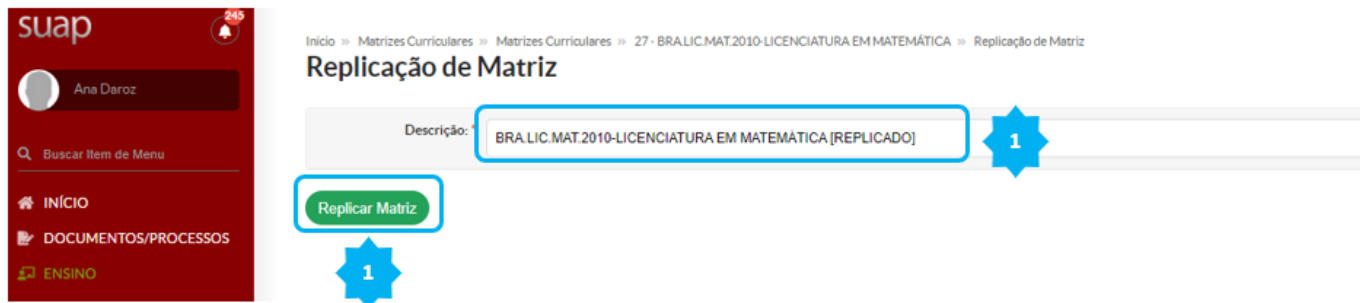 suap
245
Ana Daroz
Buscar Item de Menu
INÍCIO
DOCUMENTOS/PROCESSOS
ENSINO
Início » Matrizes Curriculares » Matrizes Curriculares » 27 - BRA.LIC.MAT.2010-LICENCIATURA EM MATEMÁTICA » Replicação de Matriz
Replicação de Matriz
Descrição: *
BRA.LIC.MAT.2010-LICENCIATURA EM MATEMÁTICA [REPLICADO]
1
Replicar Matriz
1